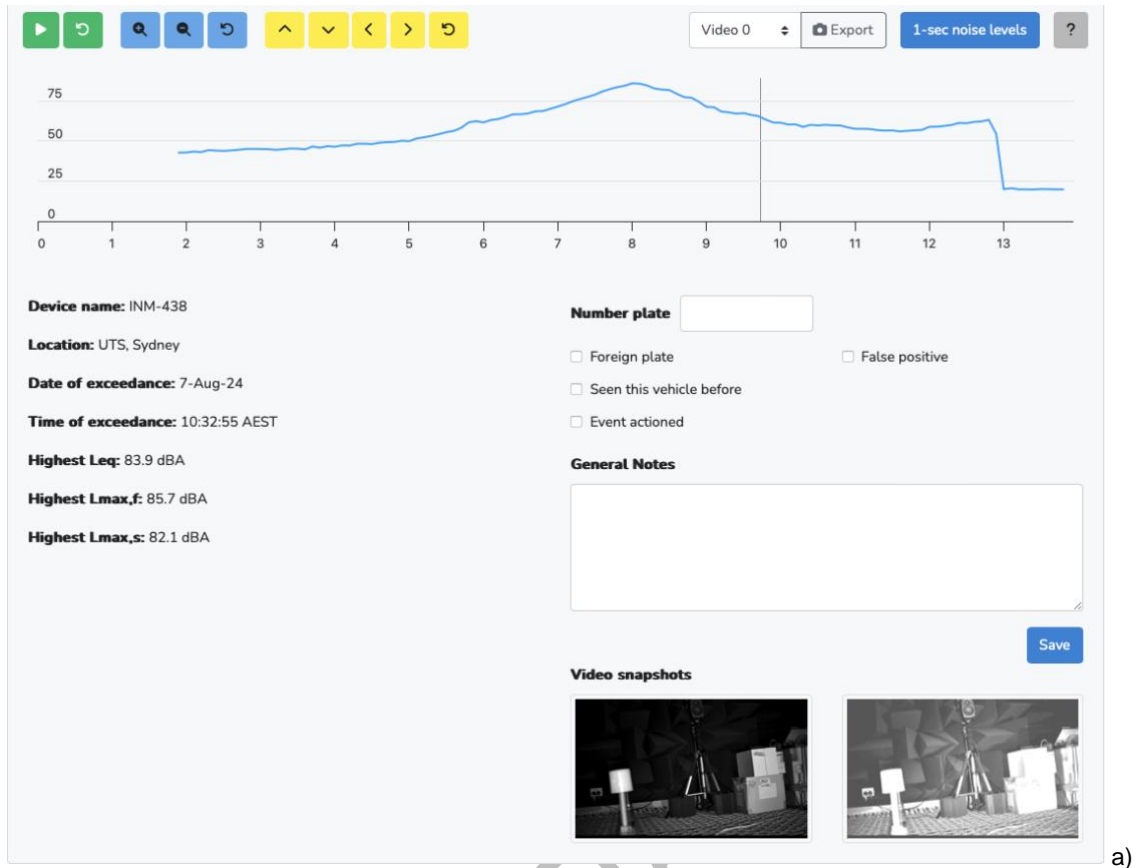 Video 0 Export 1-sec noise levels ?
75
50
25
0
0 1 2 3 4 5 6 7 8 9 10 11 12 13
Device name: INM-438
Location: UTS, Sydney
Date of exceedance: 7-Aug-24
Time of exceedance: 10:32:55 AEST
Highest Leq: 83.9 dBA
Highest Lmax,f: 85.7 dBA
Highest Lmax,s: 82.1 dBA
Number plate
Foreign plate False positive
Seen this vehicle before
Event actioned
General Notes
Save
Video snapshots
a)